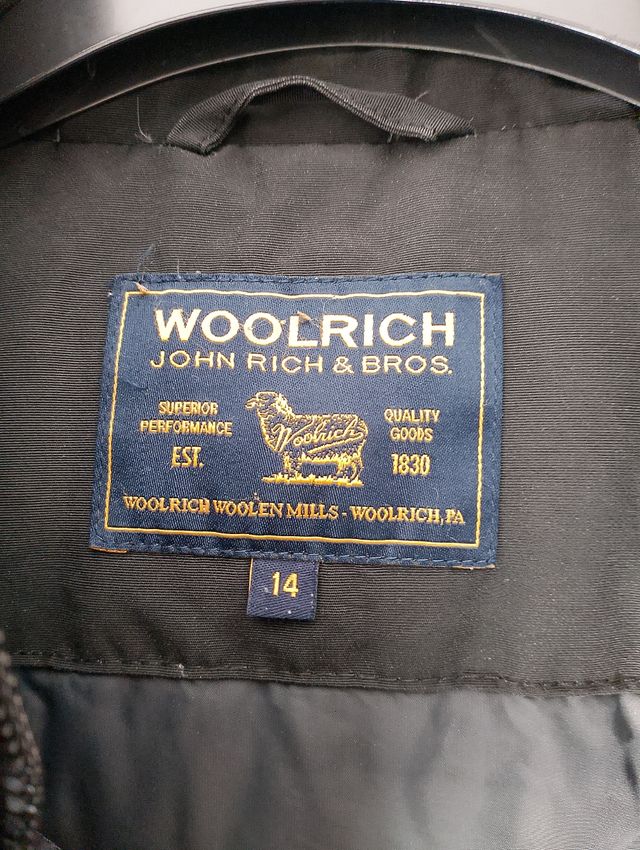 WOOLRICH
JOHN RICH & BROS.
SUPERIOR
PERFORMANCE
EST.
Woolrich
QUALITY
GOODS
1830
WOOLRICH WOOLEN MILLS - WOOLRICH, PA
14